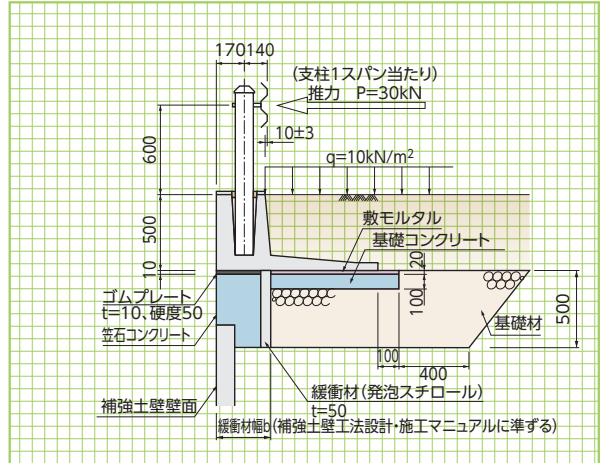 170 140
(支柱1スパン当たり)
推力 P=30kN
10±3
600
q=10kN/m2
500
敷モルタル
基礎コンクリート
20
10
100
ゴムプレート
t=10、硬度50
笠石コンクリート
500
基礎材
100
400
緩衝材(発泡スチロール)
t=50
補強土壁壁面
緩衝材幅b(補強土壁工法設計・施工マニュアルに準ずる)